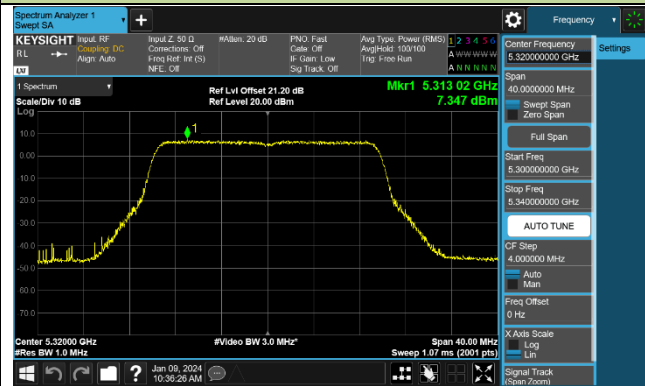 Spectrum Analyzer 1
Swept SA
+
Frequency
KEYSIGHT
Input: RF
Input Z: 50 Ω
#Atten: 20 dB
PNO: Fast
Avg Type: Power (RMS)
1 2 3 4 5 6
RL
Coupling: DC
Corrections: Off
Gate: Off
Avg|Hold: 100/100
A W W W W W
Align: Auto
Freq Ref: Int (S)
IF Gain: Low
Trig: Free Run
NFE: Off
Sig Track: Off
A N N N N N
LXI
1 Spectrum
Ref Lvl Offset 21.20 dB
Mkr1 5.313 02 GHz
Scale/Div 10 dB
Ref Level 20.00 dBm
7.347 dBm
Log
1
10.0
0.00
-10.0
-20.0
-30.0
-40.0
-50.0
-60.0
-70.0
Center 5.32000 GHz
#Video BW 3.0 MHz*
Span 40.00 MHz
#Res BW 1.0 MHz
Sweep 1.07 ms (2001 pts)
?
Jan 09, 2024
10:36:26 AM
Center Frequency
5.320000000 GHz
Settings
Span
40.0000000 MHz
Swept Span
Zero Span
Full Span
Start Freq
5.300000000 GHz
Stop Freq
5.340000000 GHz
AUTO TUNE
CF Step
4.000000 MHz
Auto
Man
Freq Offset
0 Hz
X Axis Scale
Log
Lin
Signal Track
(Span Zoom)